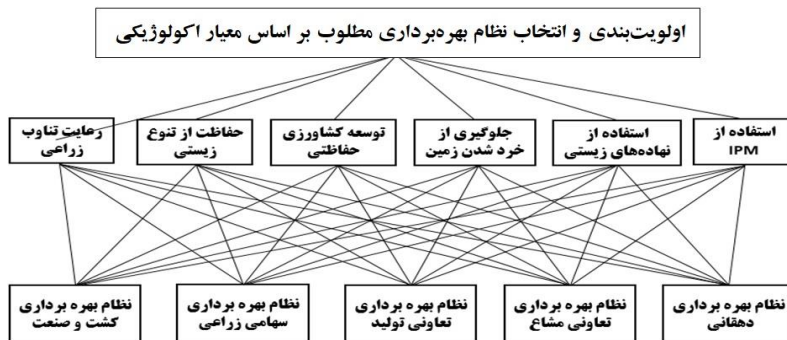 اولویت‌بندی و انتخاب نظام بهره‌برداری مطلوب بر اساس معیار اکولوژیکی
استفاده از
IPM
استفاده از
نهاده‌های زیستی
جلوگیری از
خرد شدن زمین
توسعه کشاورزی
حفاظتی
حفاظت از تنوع
زیستی
رعایت تناوب
زراعی
نظام بهره برداری
دهقانی
نظام بهره برداری
تعاونی مشاع
نظام بهره برداری
تعاونی تولید
نظام بهره برداری
سهامی زراعی
نظام بهره برداری
کشت و صنعت